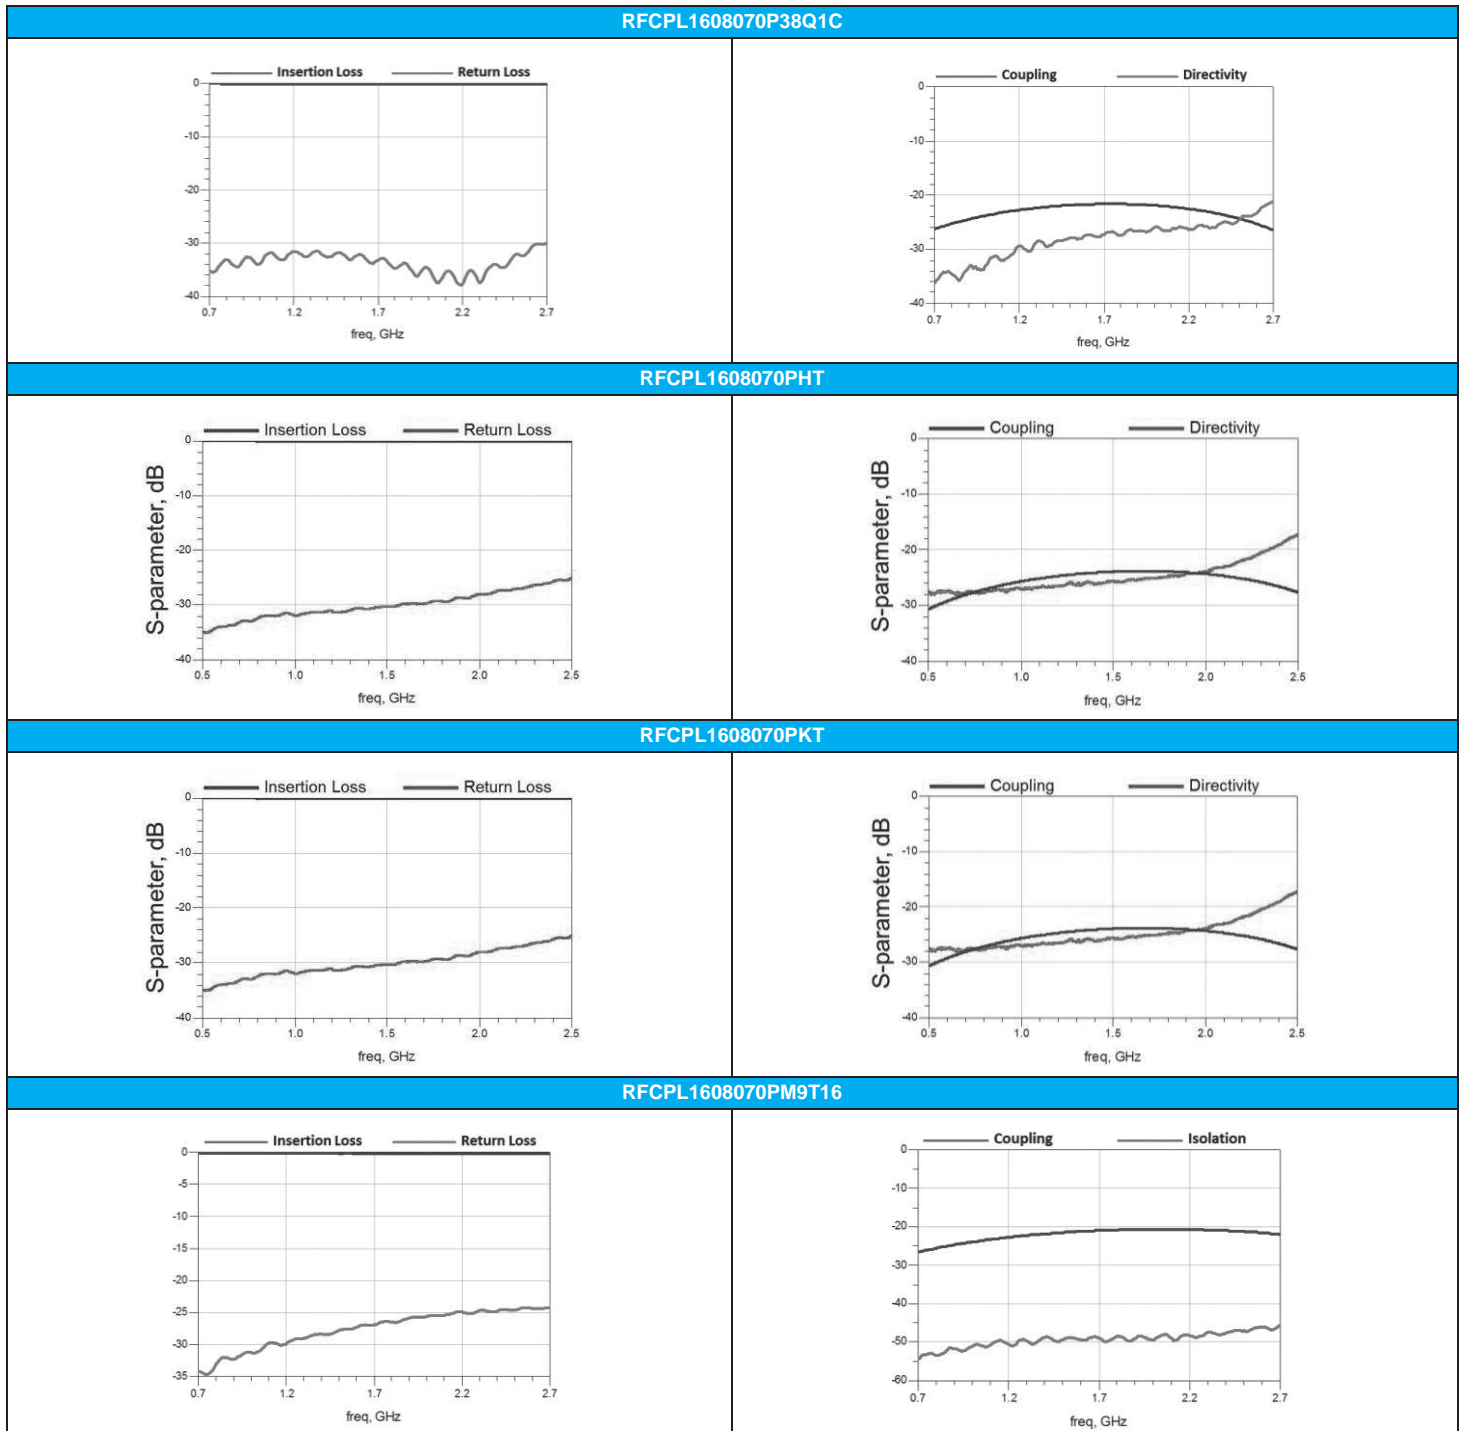 RFCPL1608070P38Q1C
Insertion Loss Return Loss
0
-10
-20
-30
-40
0.7 1.2 1.7 2.2 2.7
freq, GHz
Coupling Directivity
0
-10
-20
-30
-40
0.7 1.2 1.7 2.2 2.7
freq, GHz
RFCPL1608070PHT
Insertion Loss Return Loss
S-parameter, dB
0
-10
-20
-30
-40
0.5 1.0 1.5 2.0 2.5
freq, GHz
Coupling Directivity
S-parameter, dB
0
-10
-20
-30
-40
0.5 1.0 1.5 2.0 2.5
freq, GHz
RFCPL1608070PKT
Insertion Loss Return Loss
S-parameter, dB
0
-10
-20
-30
-40
0.5 1.0 1.5 2.0 2.5
freq, GHz
Coupling Directivity
S-parameter, dB
0
-10
-20
-30
-40
0.5 1.0 1.5 2.0 2.5
freq, GHz
RFCPL1608070PM9T16
Insertion Loss Return Loss
0
-5
-10
-15
-20
-25
-30
-35
0.7 1.2 1.7 2.2 2.7
freq, GHz
Coupling Isolation
0
-10
-20
-30
-40
-50
-60
0.7 1.2 1.7 2.2 2.7
freq, GHz